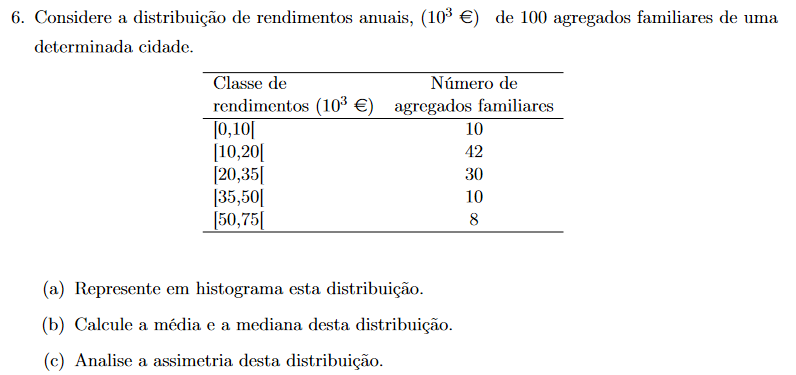 6. Considere a distribuição de rendimentos anuais, (10³ €) de 100 agregados familiares de uma
determinada cidade.
Classe de Número de
rendimentos (10³ €) agregados familiares
[0,10[ 10
[10,20[ 42
[20,35[ 30
[35,50[ 10
[50,75[ 8
(a) Represente em histograma esta distribuição.
(b) Calcule a média e a mediana desta distribuição.
(c) Analise a assimetria desta distribuição.